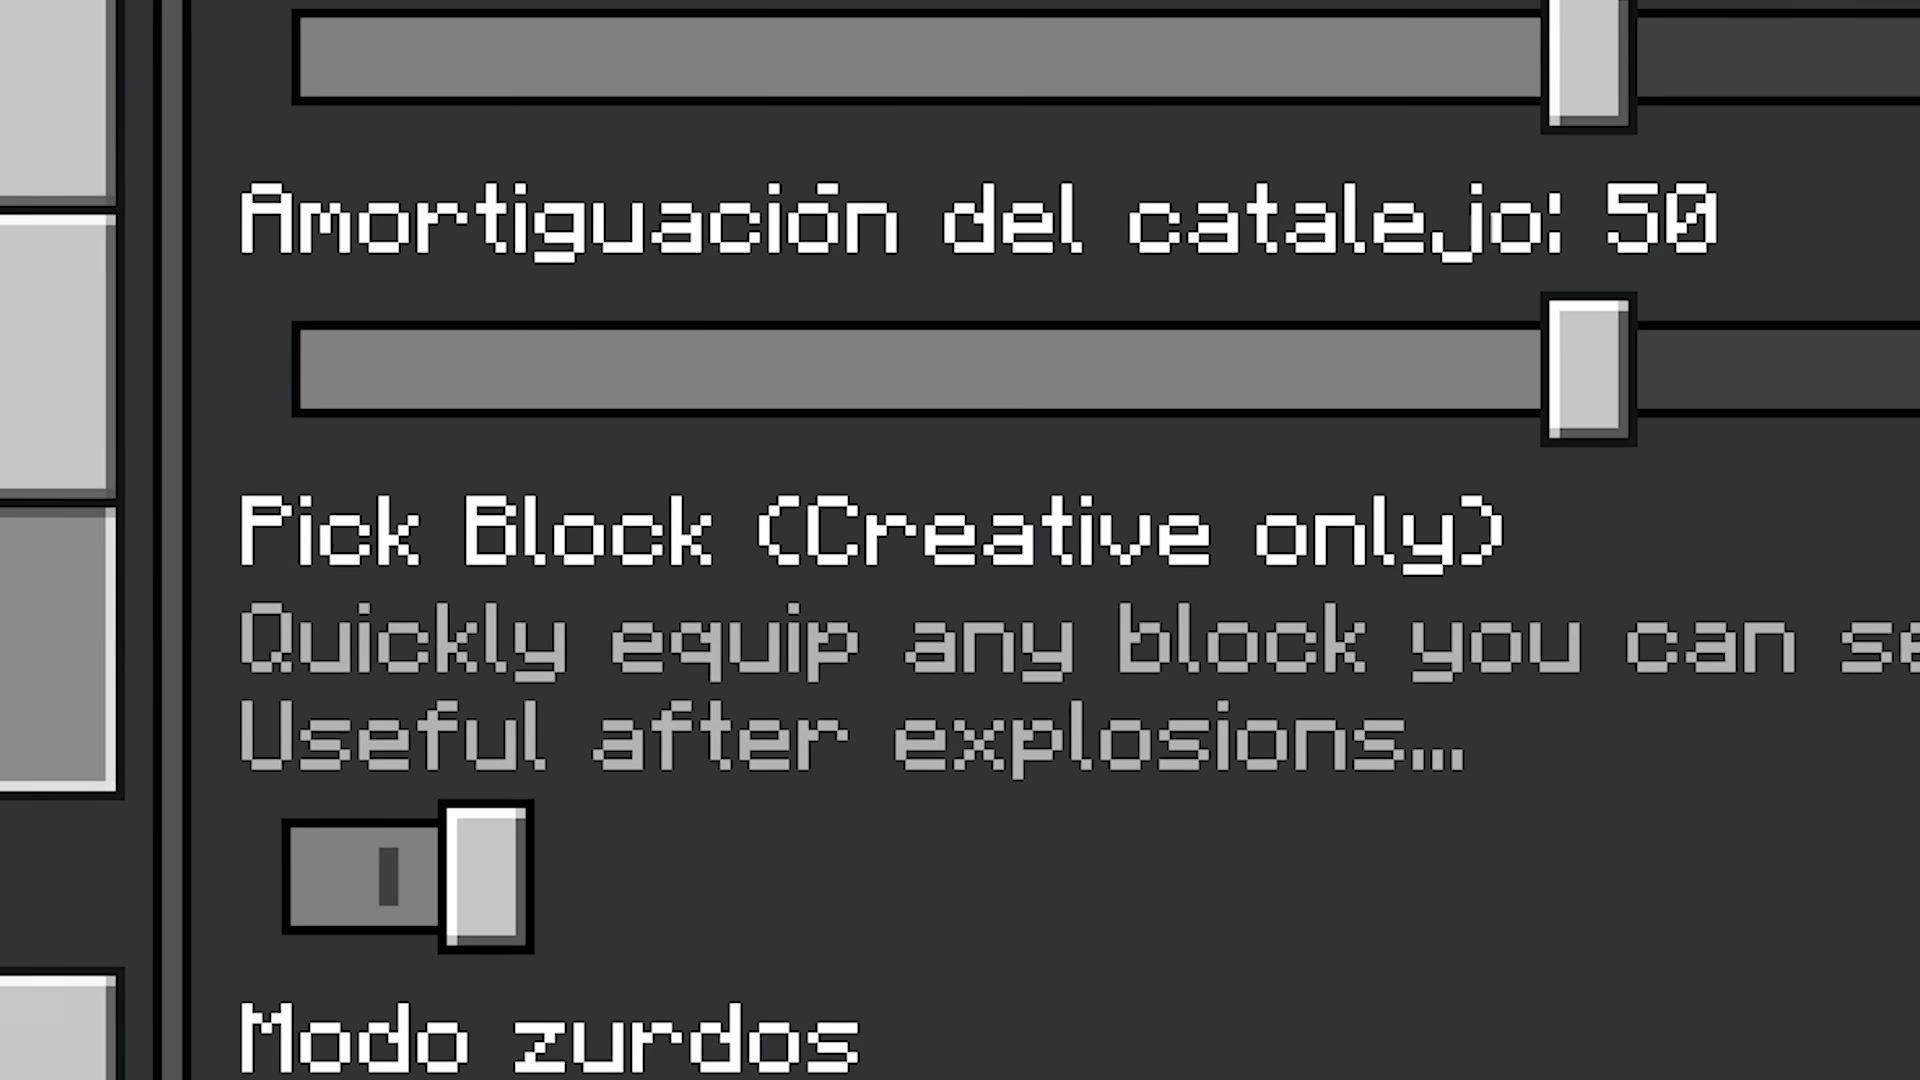 Amortiguación del catalejo: 50
Pick Block (Creative only)
Quickly equip any block you can
Useful after explosions...
Modo zurdos